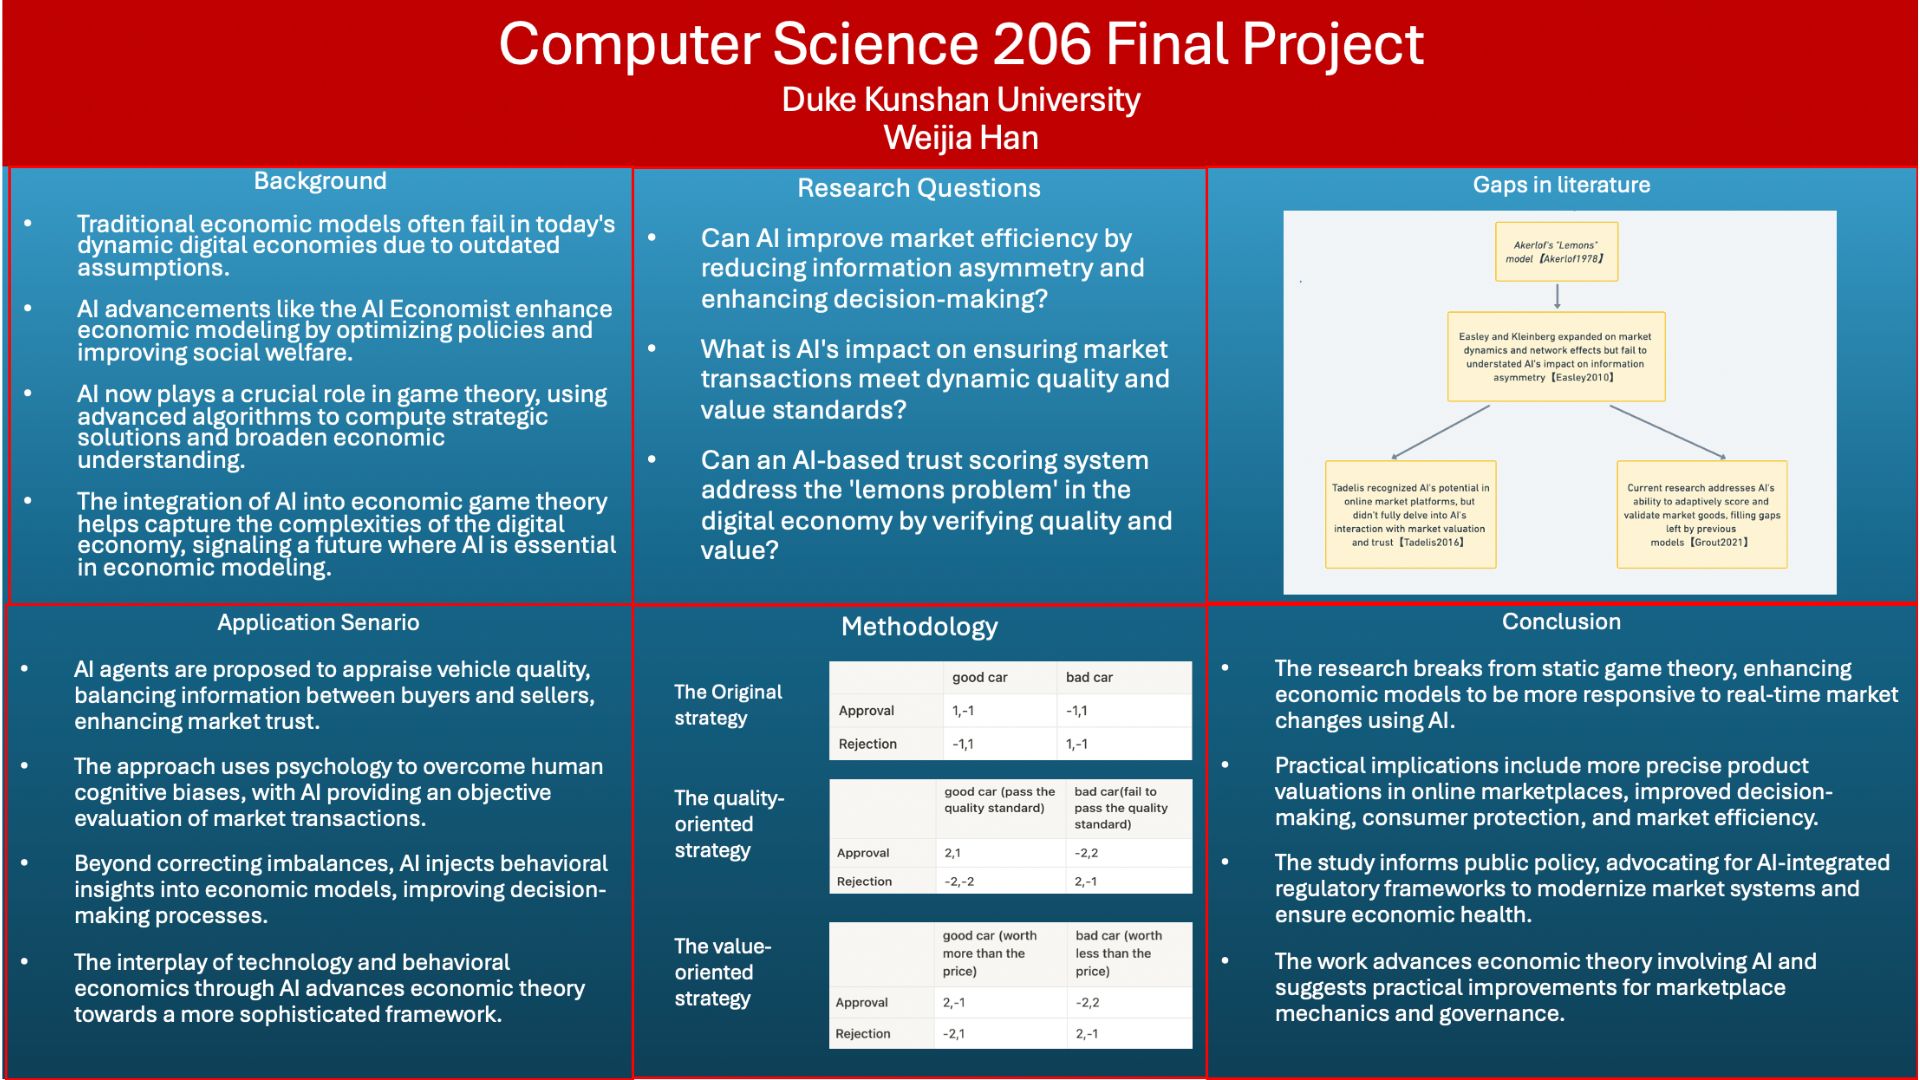 Computer Science 206 Final Project
Duke Kunshan University
Weijia Han
Background
• Traditional economic models often fail in today's
dynamic digital economies due to outdated
assumptions.
• AI advancements like the AI Economist enhance
economic modeling by optimizing policies and
improving social welfare.
• AI now plays a crucial role in game theory, using
advanced algorithms to compute strategic
solutions and broaden economic
understanding.
• The integration of AI into economic game theory
helps capture the complexities of the digital
economy, signaling a future where AI is essential
in economic modeling.
Research Questions
• Can AI improve market efficiency by
reducing information asymmetry and
enhancing decision-making?
• What is AI's impact on ensuring market
transactions meet dynamic quality and
value standards?
• Can an AI-based trust scoring system
address the 'lemons problem' in the
digital economy by verifying quality and
value?
Gaps in literature
Akerlof's "Lemons"
model【Akerlof1978】
Easley and Kleinberg expanded on market
dynamics and network effects but fail to
understated AI's impact on information
asymmetry【Easley2010】
Tadelis recognized AI's potential in
online market platforms, but
didn't fully delve into AI's
interaction with market valuation
and trust【Tadelis2016】
Current research addresses AI's
ability to adaptively score and
validate market goods, filling gaps
left by previous
models【Grout2021】
Application Senario
• AI agents are proposed to appraise vehicle quality,
balancing information between buyers and sellers,
enhancing market trust.
• The approach uses psychology to overcome human
cognitive biases, with AI providing an objective
evaluation of market transactions.
• Beyond correcting imbalances, AI injects behavioral
insights into economic models, improving decision-
making processes.
• The interplay of technology and behavioral
economics through AI advances economic theory
towards a more sophisticated framework.
Methodology
The Original
strategy
good car bad car
Approval 1,-1 -1,1
Rejection -1,1 1,-1
The quality-
oriented
strategy
good car (pass the
quality standard)
bad car(fail to
pass the quality
standard)
Approval 2,1 -2,2
Rejection -2,-2 2,-1
The value-
oriented
strategy
good car (worth
more than the
price)
bad car (worth
less than the
price)
Approval 2,-1 -2,2
Rejection -2,1 2,-1
Conclusion
• The research breaks from static game theory, enhancing
economic models to be more responsive to real-time market
changes using AI.
• Practical implications include more precise product
valuations in online marketplaces, improved decision-
making, consumer protection, and market efficiency.
• The study informs public policy, advocating for AI-integrated
regulatory frameworks to modernize market systems and
ensure economic health.
• The work advances economic theory involving AI and
suggests practical improvements for marketplace
mechanics and governance.